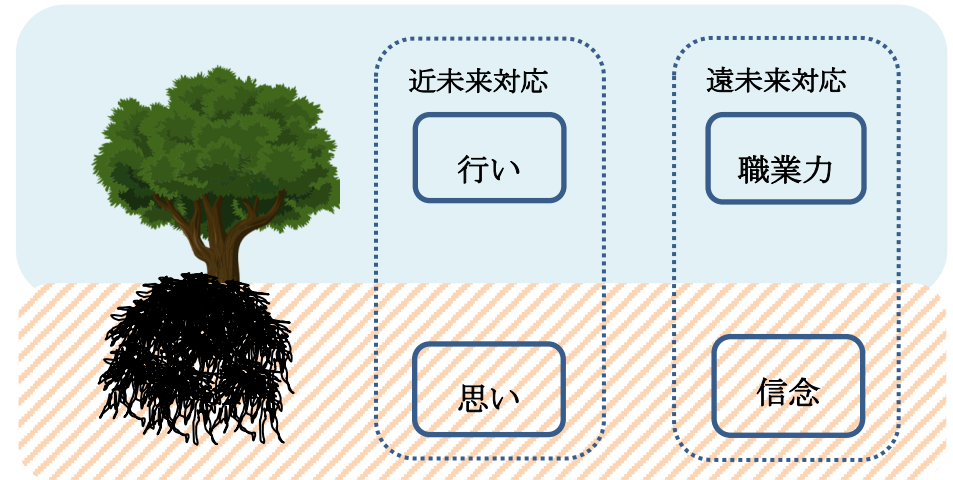 近未来対応
行い
思い
遠未来対応
職業力
信念